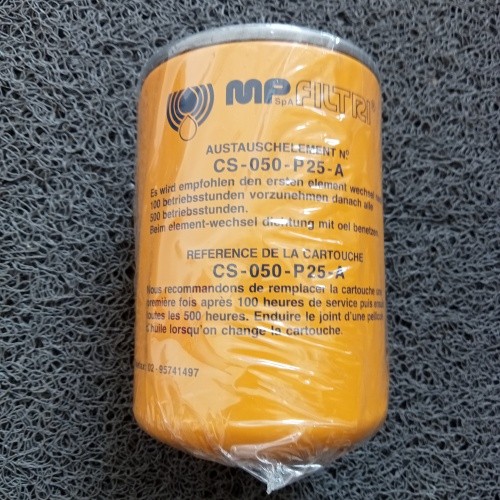 MP FILTRI®
SpA
AUSTAUSCHELEMENT Nº
CS-050-P25-A
Es wird empfohlen den ersten element wechsel
100 betriebsstunden vorzunehmen danach alle
500 betriebsstunden.
Beim element-wechsel dichtung mit oel benetzen
REFERENCE DE LA CARTOUCHE
CS-050-P25-A
Nous recommandons de remplacer la cartouche
première fois après 100 heures de service puis
toutes les 500 heures. Enduire le joint d'une
d'huile lorsqu'on change la cartouche.
02 - 95741497